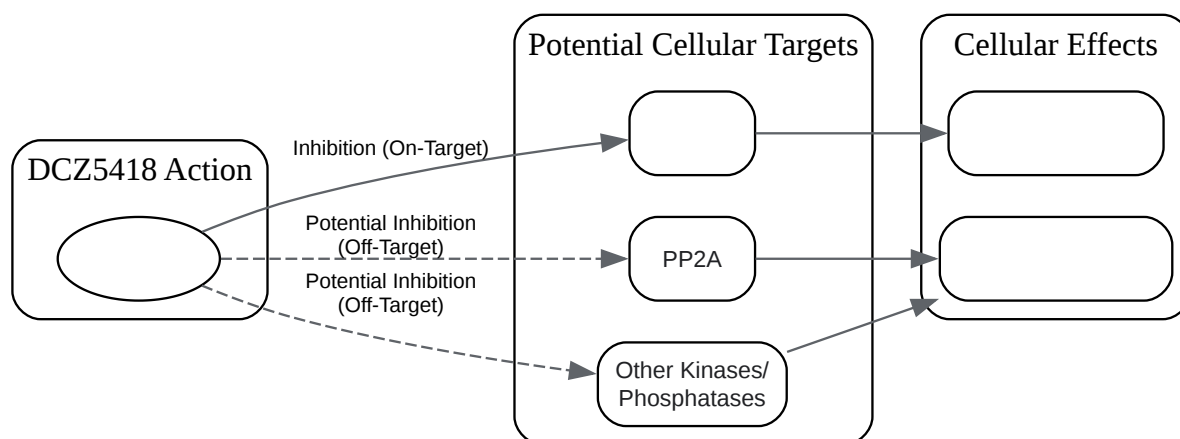 Potential Cellular Targets
Cellular Effects
DCZ5418 Action
Inhibition (On-Target)
Potential Inhibition
(Off-Target)
PP2A
Potential Inhibition
(Off-Target)
Other Kinases/
Phosphatases